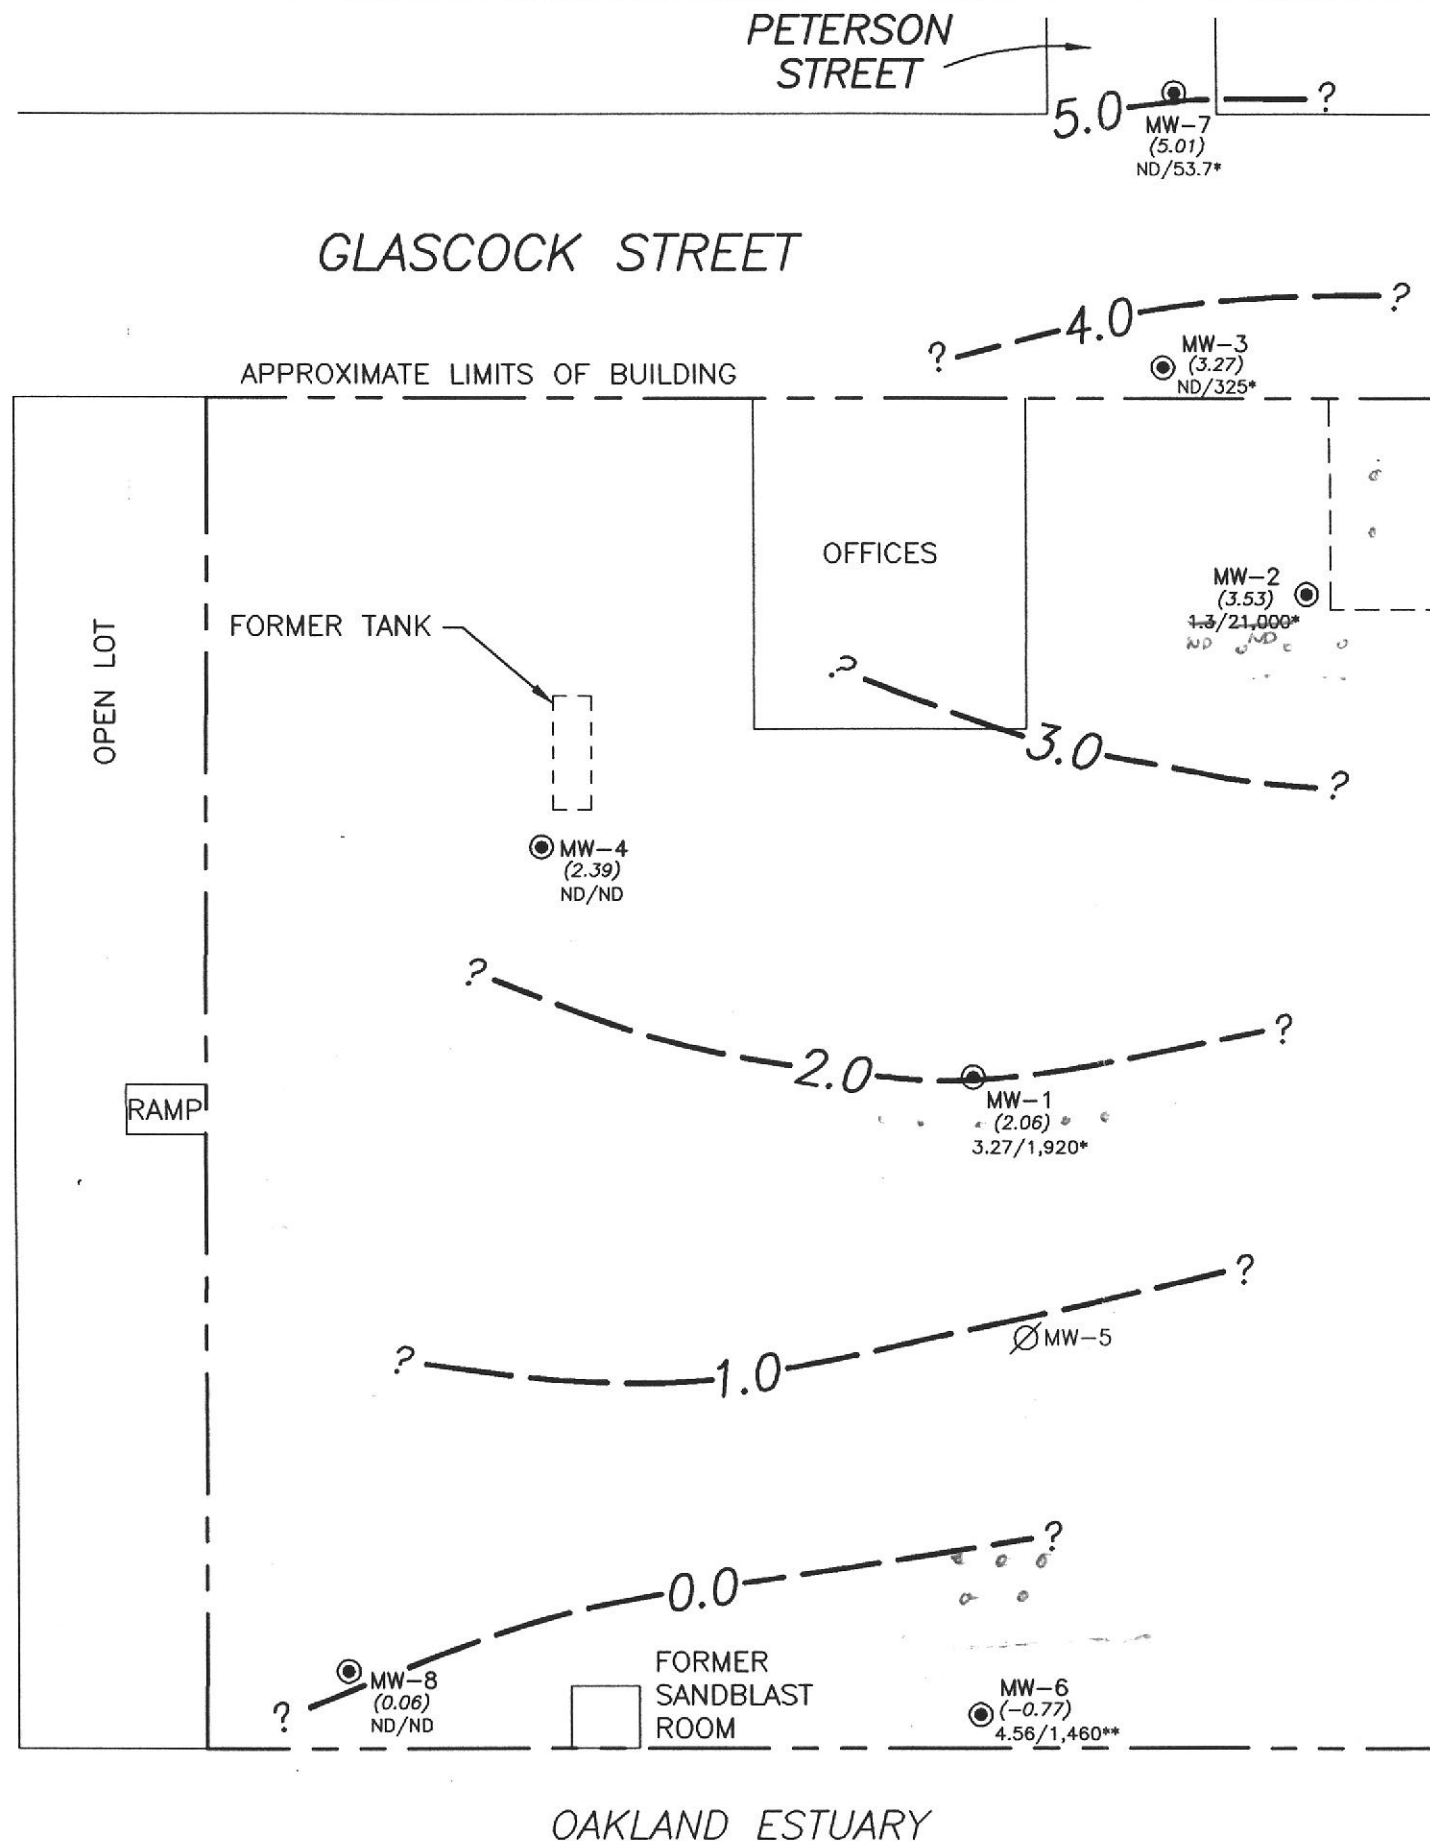 PETERSON
STREET
5.0
?
MW-7
(5.01)
ND/53.7*
GLASCOCK STREET
?
4.0
?
MW-3
(3.27)
ND/325*
APPROXIMATE LIMITS OF BUILDING
OFFICES
MW-2
(3.53)
1.3/21,000*
ND ND
FORMER TANK
OPEN LOT
?
3.0
?
MW-4
(2.39)
ND/ND
?
2.0
?
MW-1
(2.06)
3.27/1,920*
RAMP
?
1.0
?
MW-5
?
0.0
?
MW-8
(0.06)
ND/ND
FORMER
SANDBLAST
ROOM
MW-6
(-0.77)
4.56/1,460**
OAKLAND ESTUARY